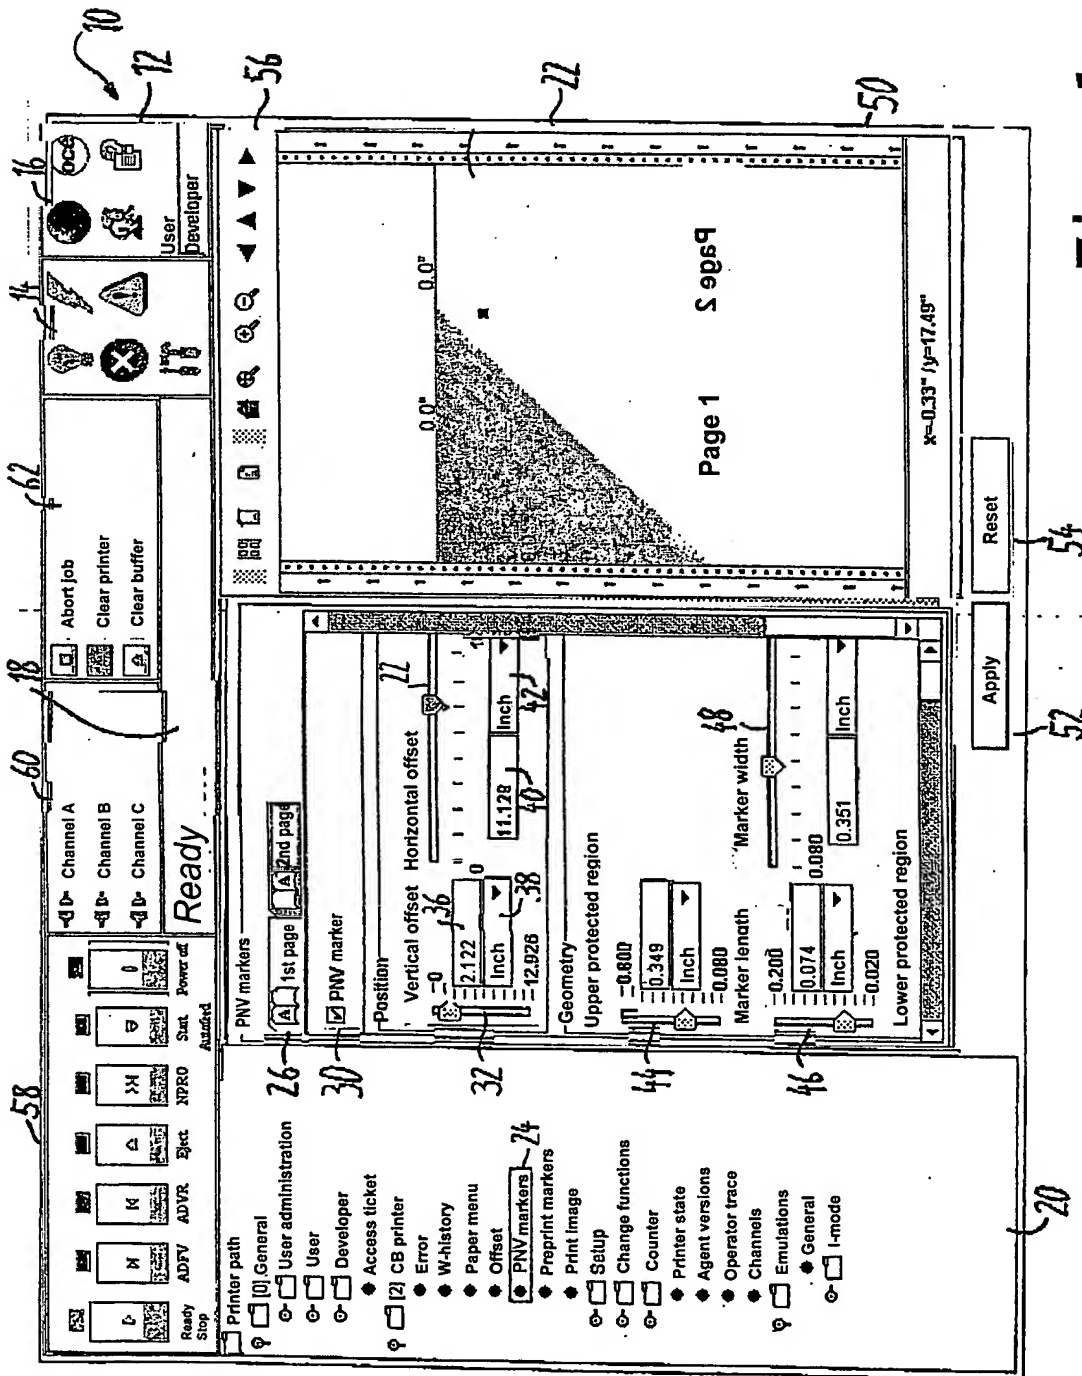 10
12
14
16
18
62
60
58
Ready
Stop
ADFV
ADVR
Eject
NPRO
Start
Autofeed
Power off
0
Channel A
Channel B
Channel C
Ready
Abort job
Clear printer
Clear buffer
océ
User
Developer
Printer path
[0] General
User administration
User
Developer
Access ticket
[2] CB printer
Error
W-history
Paper menu
Offset
PNV markers
24
Preprint markers
Print image
Setup
Change functions
Counter
Printer state
Agent versions
Operator trace
Channels
Emulations
General
I-mode
20
PNV markers
26
A 1st page
A 2nd page
30
PNV marker
Position
Vertical offset
Horizontal offset
22
32
0
2.122
36
Inch
38
12.926
0
11.128
Inch
40
42
Geometry
Upper protected region
44
0.600
0.349
Inch
0.080
Marker length
Marker width
46
48
0.200
0.074
Inch
0.020
0.080
0.351
Inch
Lower protected region
56
22
50
0.0"
0.0"
Page 1
Page 2
x=-0.33" /y=17.49"
Apply
Reset
52
54